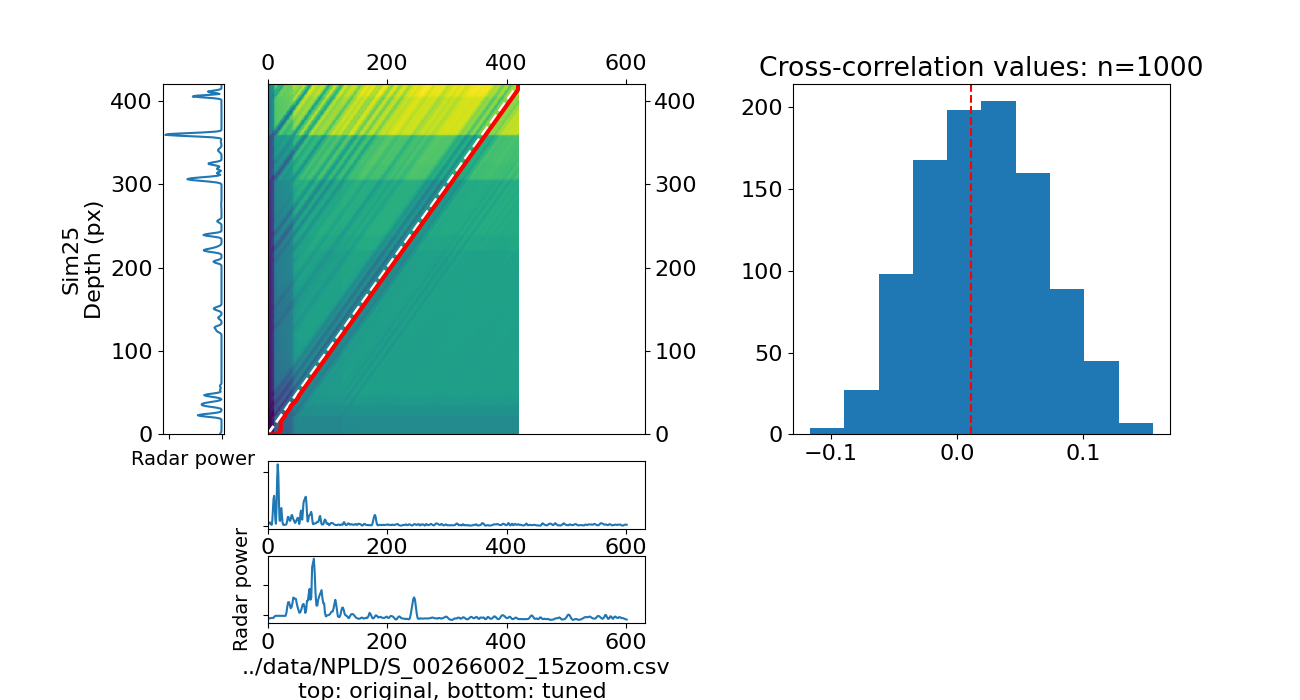 0 200 400 600
Cross-correlation values: n=1000
Sim25
Depth (px)
400
300
200
100
0
Radar power
400
300
200
100
0
200
150
100
50
0
−0.1 0.0 0.1
0 200 400 600
Radar power
0 200 400 600
../data/NPLD/S_00266002_15zoom.csv
top: original, bottom: tuned